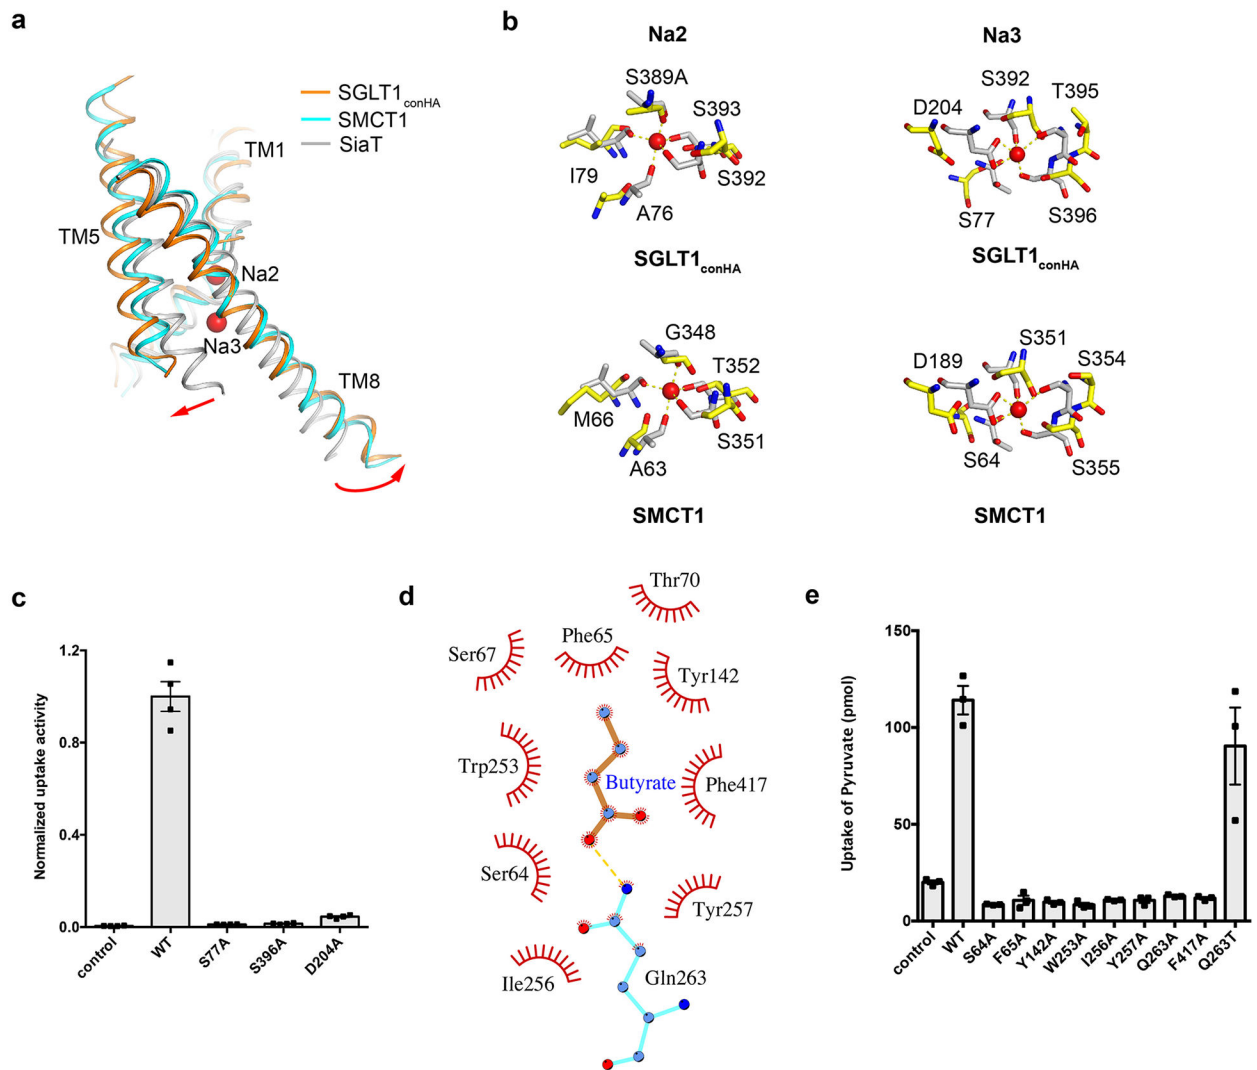 a
SGLT1conHA
SMCT1
SiaT
TM1
TM5
Na2
Na3
TM8
b
Na2
S389A
S393
I79
S392
A76
SGLT1conHA
Na3
S392
T395
D204
S77
S396
SGLT1conHA
G348
T352
M66
S351
A63
SMCT1
S351
D189
S354
S64
S355
SMCT1
c
Normalized uptake activity
1.2
0.8
0.4
0.0
control
WT
S77A
S396A
D204A
d
Thr70
Phe65
Ser67
Tyr142
Trp253
Butyrate
Phe417
Ser64
Tyr257
Ile256
Gln263
e
Uptake of Pyruvate (pmol)
150
100
50
0
control
WT
S64A
F65A
Y142A
W253A
I256A
Y257A
Q263A
F417A
Q263T